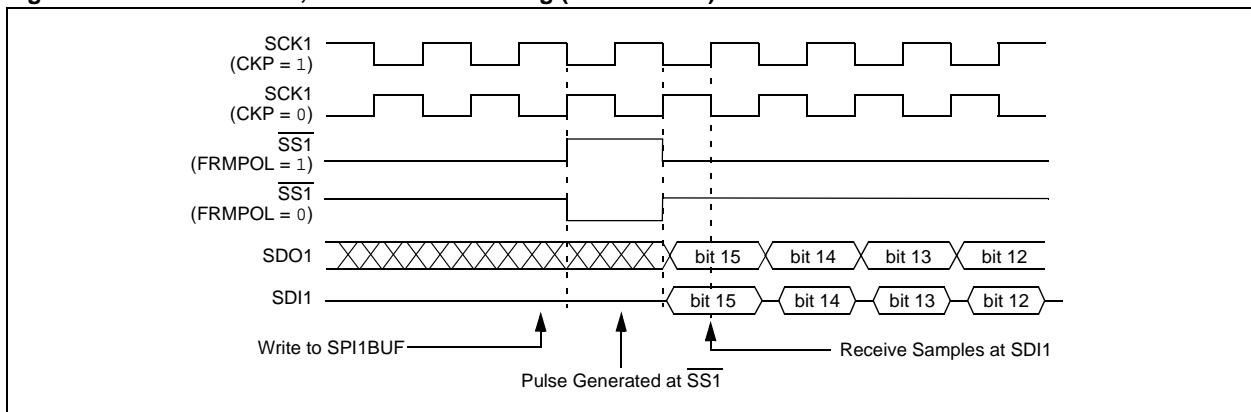 SCK1
(CKP = 1)
SCK1
(CKP = 0)
SS1
(FRMPOL = 1)
SS1
(FRMPOL = 0)
SDO1
bit 15 bit 14 bit 13 bit 12
SDI1
bit 15 bit 14 bit 13 bit 12
Write to SPI1BUF
Receive Samples at SDI1
Pulse Generated at SS1